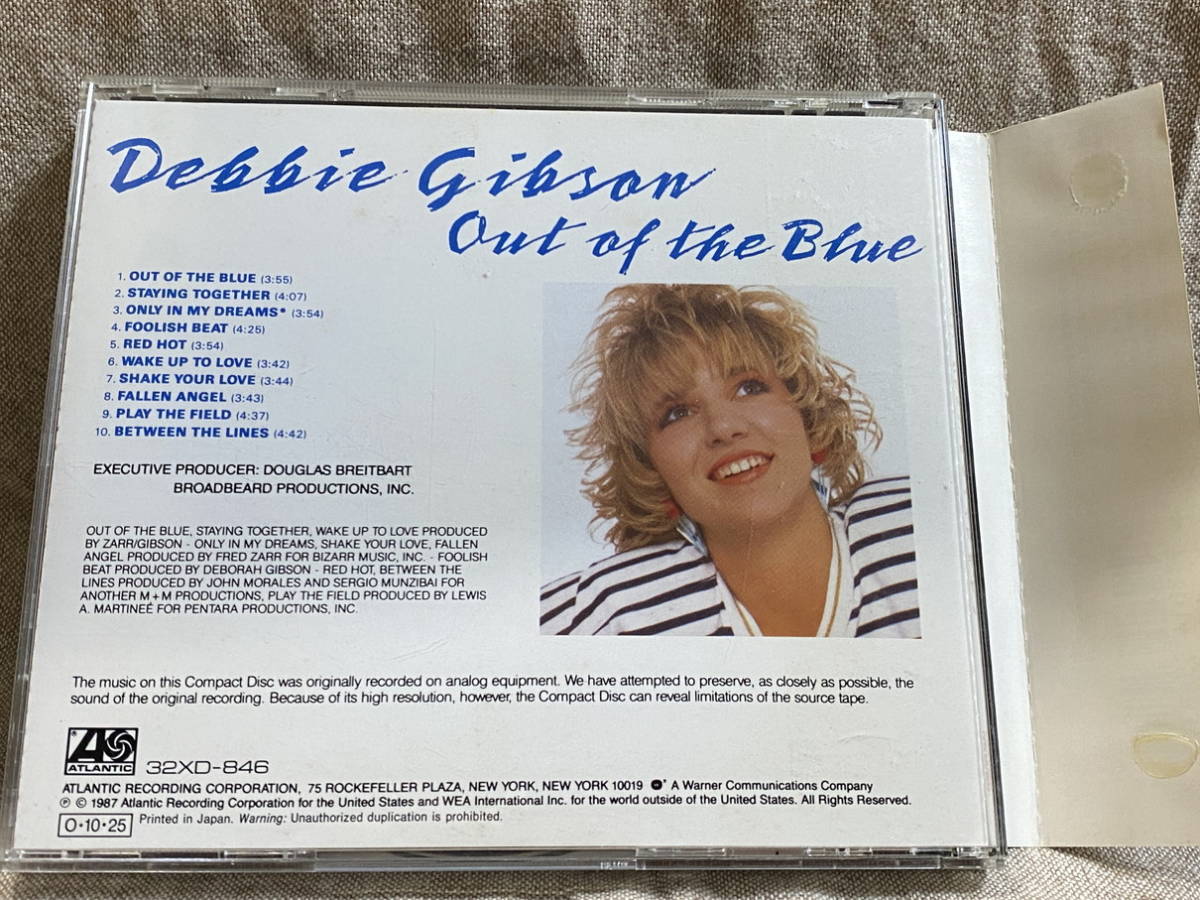 Debbie Gibson
Out of the Blue
1. OUT OF THE BLUE (3:55)
2. STAYING TOGETHER (4:07)
3. ONLY IN MY DREAMS* (3:54)
4. FOOLISH BEAT (4:25)
5. RED HOT (3:54)
6. WAKE UP TO LOVE (3:42)
7. SHAKE YOUR LOVE (3:44)
8. FALLEN ANGEL (3:43)
9. PLAY THE FIELD (4:37)
10. BETWEEN THE LINES (4:42)
EXECUTIVE PRODUCER: DOUGLAS BREITBART
BROADBEARD PRODUCTIONS, INC.
OUT OF THE BLUE, STAYING TOGETHER, WAKE UP TO LOVE PRODUCED
BY ZARR/GIBSON - ONLY IN MY DREAMS, SHAKE YOUR LOVE, FALLEN
ANGEL PRODUCED BY FRED ZARR FOR BIZARR MUSIC, INC. - FOOLISH
BEAT PRODUCED BY DEBORAH GIBSON - RED HOT, BETWEEN THE
LINES PRODUCED BY JOHN MORALES AND SERGIO MUNZIBAI FOR
ANOTHER M + M PRODUCTIONS, PLAY THE FIELD PRODUCED BY LEWIS
A. MARTINEÉ FOR PENTARA PRODUCTIONS, INC.
The music on this Compact Disc was originally recorded on analog equipment. We have attempted to preserve, as closely as possible, the
sound of the original recording. Because of its high resolution, however, the Compact Disc can reveal limitations of the source tape.
ATLANTIC 32XD-846
ATLANTIC RECORDING CORPORATION, 75 ROCKEFELLER PLAZA, NEW YORK, NEW YORK 10019 A Warner Communications Company
℗ © 1987 Atlantic Recording Corporation for the United States and WEA International Inc. for the world outside of the United States. All Rights Reserved.
O·10·25 Printed in Japan. Warning: Unauthorized duplication is prohibited.